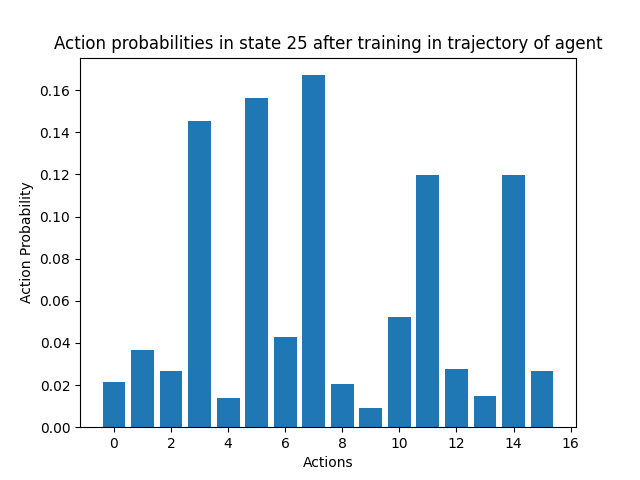 Action probabilities in state 25 after training in trajectory of agent
0.16
0.14
0.12
0.10
0.08
0.06
0.04
0.02
0.00
Action Probability
0 2 4 6 8 10 12 14 16
Actions